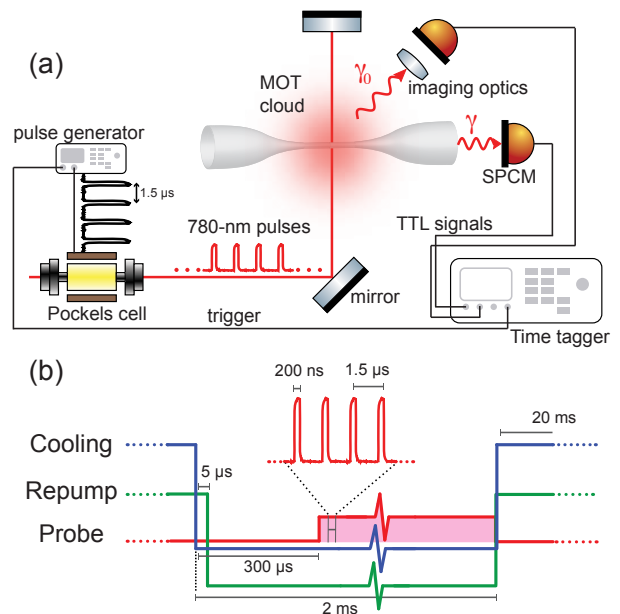 (a)
MOT
cloud
γ₀
imaging optics
pulse generator
γ
1.5 μs
SPCM
780-nm pulses
TTL signals
Pockels cell
trigger
mirror
Time tagger
(b)
200 ns
1.5 μs
20 ms
Cooling
5 μs
Repump
Probe
300 μs
2 ms